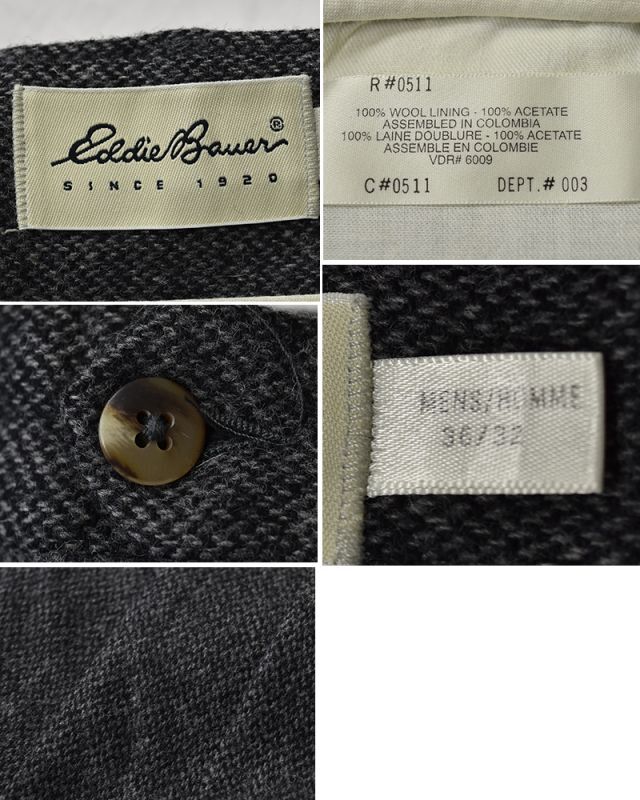 Eddie Bauer®
SINCE 1920
R#0511
100% WOOL LINING - 100% ACETATE
ASSEMBLED IN COLOMBIA
100% LAINE DOUBLURE - 100% ACETATE
ASSEMBLE EN COLOMBIE
VDR# 6009
C#0511 DEPT.# 003
MENS/HOMME
36/32